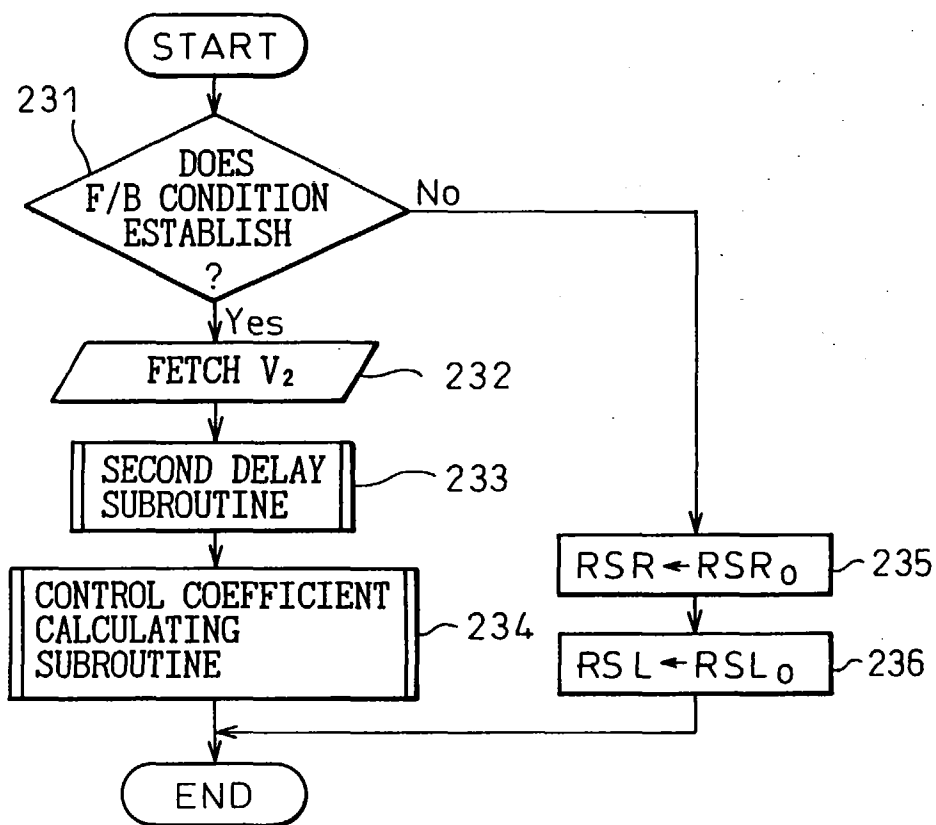 START
231
DOES
F/B CONDITION
ESTABLISH
?
No
Yes
FETCH V₂
232
SECOND DELAY
SUBROUTINE
233
CONTROL COEFFICIENT
CALCULATING
SUBROUTINE
234
RSR←RSR₀
235
RSL←RSL₀
236
END